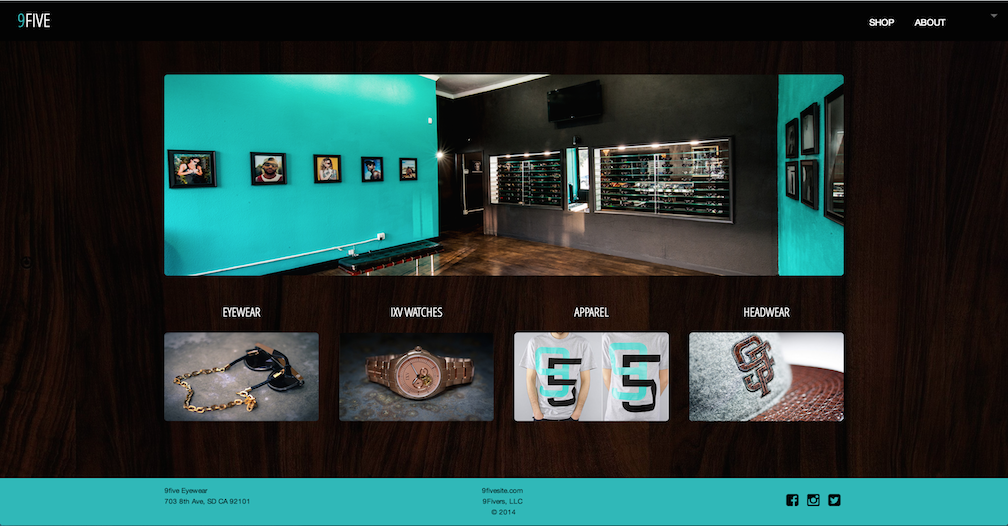 9FIVE
SHOP ABOUT
EYEWEAR
IXV WATCHES
APPAREL
HEADWEAR
9five Eyewear
703 8th Ave, SD CA 92101
9fivesite.com
9Fivers, LLC
© 2014